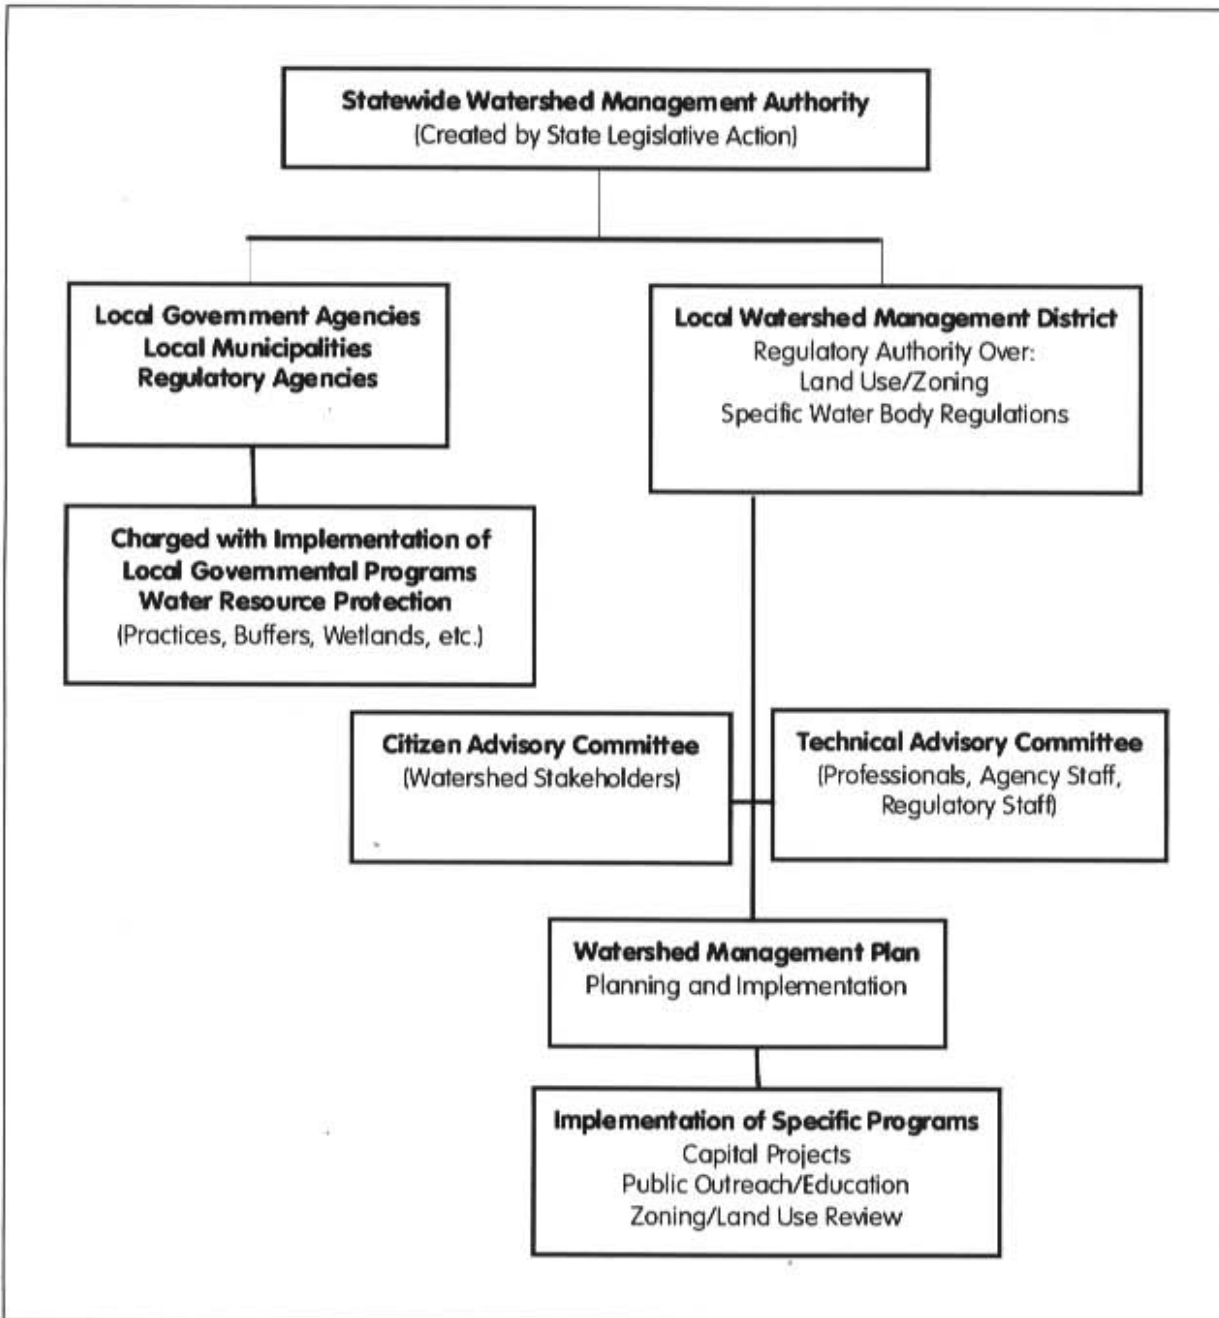 Statewide Watershed Management Authority
(Created by State Legislative Action)
Local Government Agencies
Local Municipalities
Regulatory Agencies
Local Watershed Management District
Regulatory Authority Over:
Land Use/Zoning
Specific Water Body Regulations
Charged with Implementation of
Local Governmental Programs
Water Resource Protection
(Practices, Buffers, Wetlands, etc.)
Citizen Advisory Committee
(Watershed Stakeholders)
Technical Advisory Committee
(Professionals, Agency Staff,
Regulatory Staff)
Watershed Management Plan
Planning and Implementation
Implementation of Specific Programs
Capital Projects
Public Outreach/Education
Zoning/Land Use Review